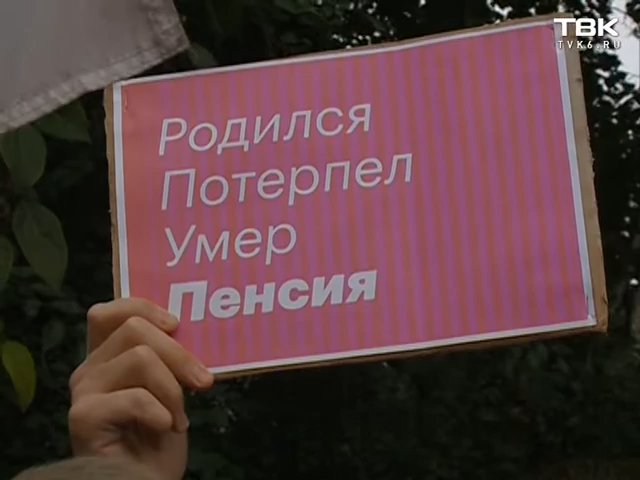 ТВК
TVK6.RU
Родился
Потерпел
Умер
Пенсия